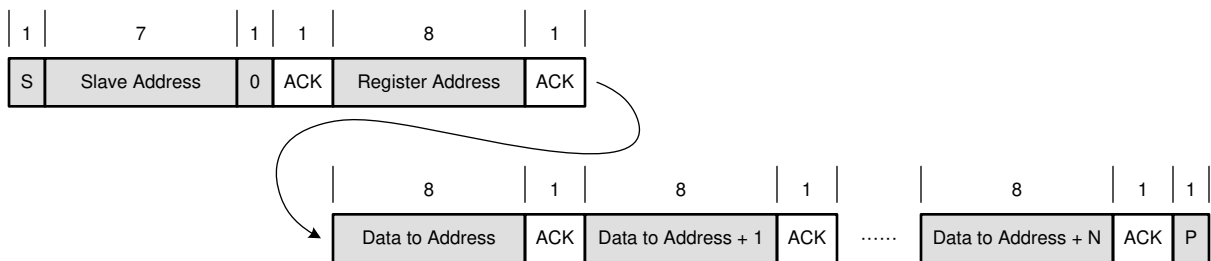 1 7 1 1 8 1
S Slave Address 0 ACK Register Address ACK
8 1 8 1 8 1 1
Data to Address ACK Data to Address + 1 ACK ...... Data to Address + N ACK P